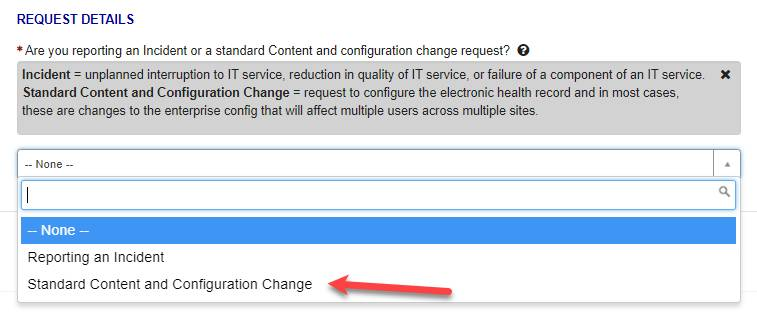 REQUEST DETAILS
* Are you reporting an Incident or a standard Content and configuration change request? ?
Incident = unplanned interruption to IT service, reduction in quality of IT service, or failure of a component of an IT service.
Standard Content and Configuration Change = request to configure the electronic health record and in most cases,
these are changes to the enterprise config that will affect multiple users across multiple sites.
-- None --
-- None --
Reporting an Incident
Standard Content and Configuration Change